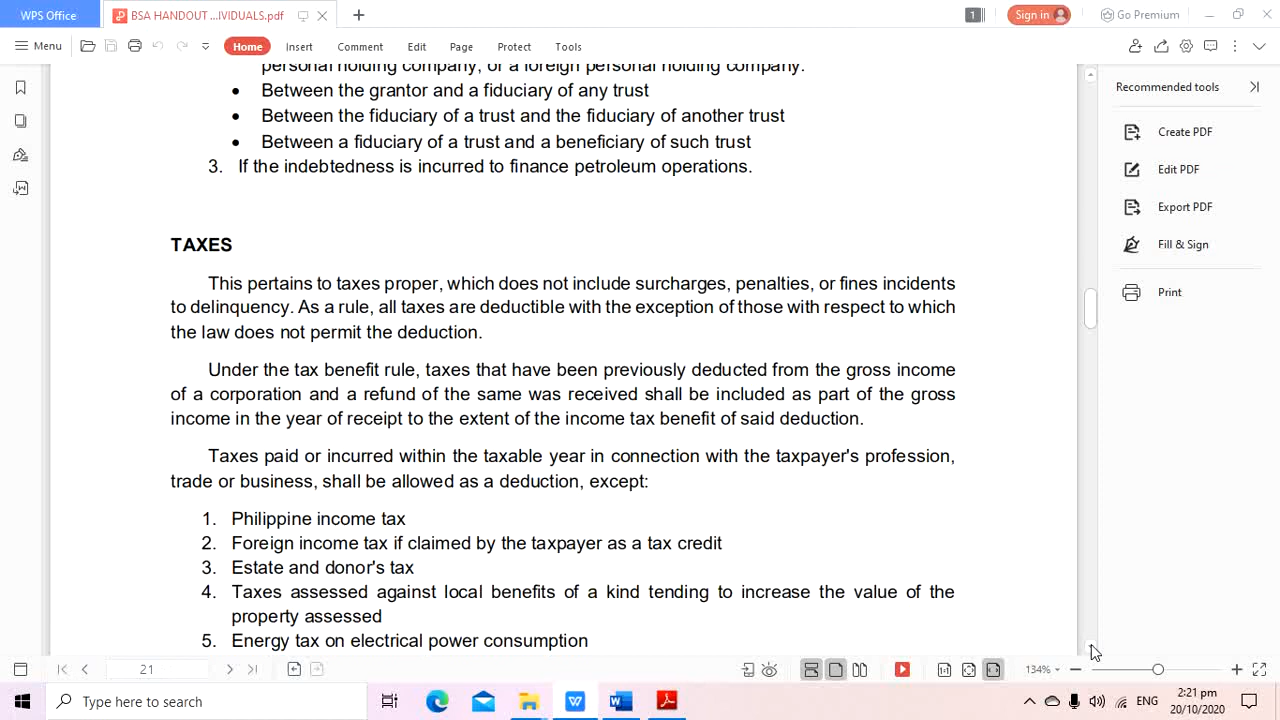 WPS Office
BSA HANDOUT ...IVIDUALS.pdf
1
Sign in
Go Premium
Menu
Home
Insert
Comment
Edit
Page
Protect
Tools
personal holding company, or a foreign personal holding company.
• Between the grantor and a fiduciary of any trust
• Between the fiduciary of a trust and the fiduciary of another trust
• Between a fiduciary of a trust and a beneficiary of such trust
3. If the indebtedness is incurred to finance petroleum operations.
TAXES
This pertains to taxes proper, which does not include surcharges, penalties, or fines incidents
to delinquency. As a rule, all taxes are deductible with the exception of those with respect to which
the law does not permit the deduction.
Under the tax benefit rule, taxes that have been previously deducted from the gross income
of a corporation and a refund of the same was received shall be included as part of the gross
income in the year of receipt to the extent of the income tax benefit of said deduction.
Taxes paid or incurred within the taxable year in connection with the taxpayer's profession,
trade or business, shall be allowed as a deduction, except:
1. Philippine income tax
2. Foreign income tax if claimed by the taxpayer as a tax credit
3. Estate and donor's tax
4. Taxes assessed against local benefits of a kind tending to increase the value of the
property assessed
5. Energy tax on electrical power consumption
Recommended tools
Create PDF
Edit PDF
Export PDF
Fill & Sign
Print
21
134%
Type here to search
ENG
2:21 pm
20/10/2020